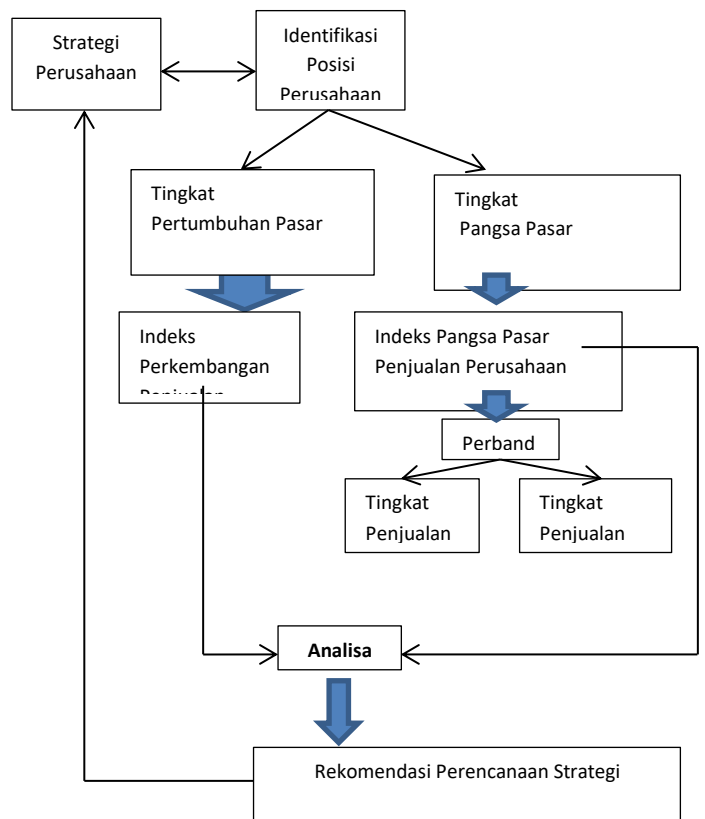 Strategi
Perusahaan
Identifikasi
Posisi
Perusahaan
Tingkat
Pertumbuhan Pasar
Tingkat
Pangsa Pasar
Indeks
Perkembangan
Penjualan
Indeks Pangsa Pasar
Penjualan Perusahaan
Perband
Tingkat
Penjualan
Tingkat
Penjualan
Analisa
Rekomendasi Perencanaan Strategi